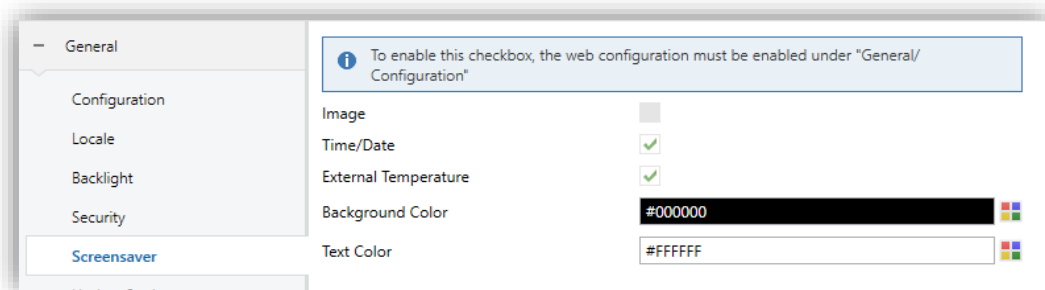 General
Configuration
Locale
Backlight
Security
Screensaver
To enable this checkbox, the web configuration must be enabled under "General/
Configuration"
Image
Time/Date
External Temperature
Background Color #000000
Text Color #FFFFFF